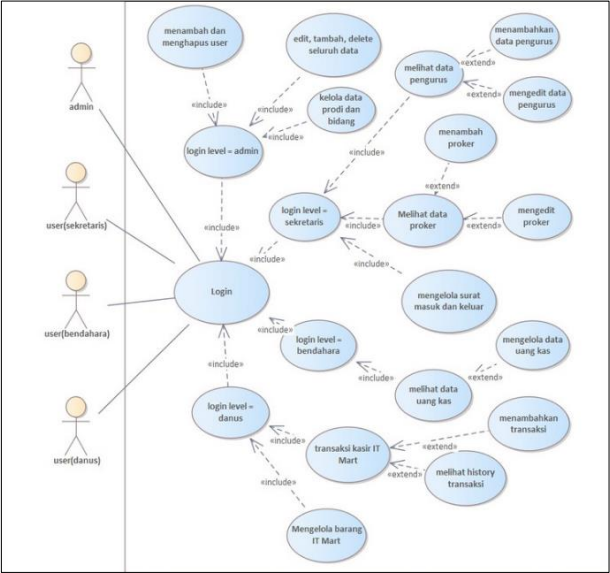 admin
user(sekretaris)
user(bendahara)
user(danus)
menambah dan
menghapus user
edit, tambah, delete
seluruh data
kelola data
prodi dan
bidang
«include»
«include»
«include»
login level = admin
«include»
melihat data
pengurus
menambahkan
data pengurus
«extend»
mengedit data
pengurus
«extend»
menambah
proker
«include»
«extend»
login level =
sekretaris
«include»
Melihat data
proker
«extend»
mengedit
proker
«include»
«include»
mengelola surat
masuk dan keluar
Login
«include»
login level =
bendahara
«include»
melihat data
uang kas
«extend»
mengelola data
uang kas
«include»
login level =
danus
«include»
transaksi kasir IT
Mart
«extend»
menambahkan
transaksi
«extend»
melihat history
transaksi
«include»
Mengelola barang
IT Mart